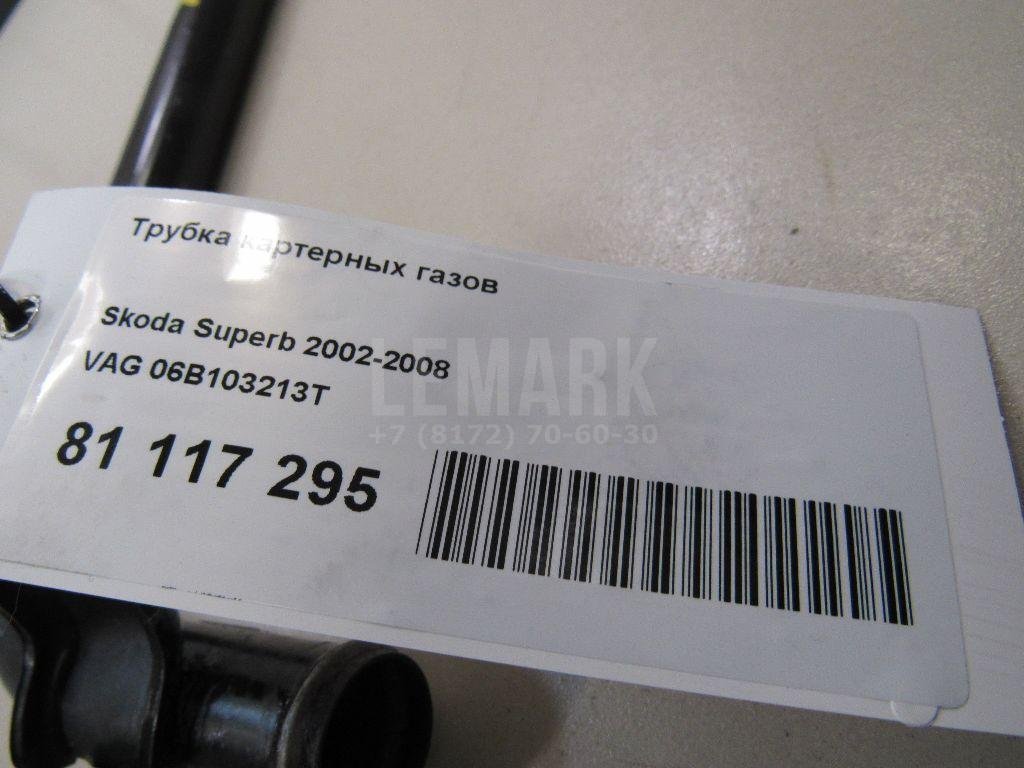 Трубка картерных газов
Skoda Superb 2002-2008
VAG 06B103213T
81 117 295
LEMARK
+7 (8172) 70-60-30